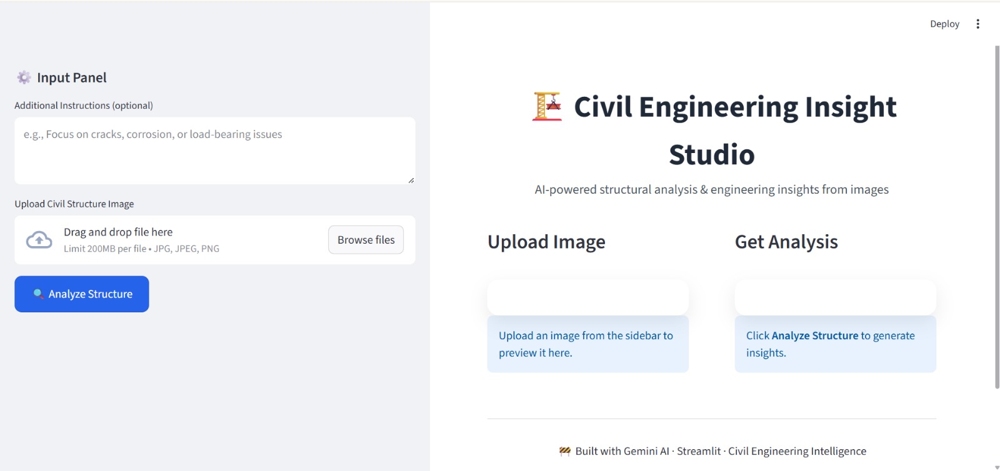 Deploy
Input Panel
Additional Instructions (optional)
e.g., Focus on cracks, corrosion, or load-bearing issues
Upload Civil Structure Image
Drag and drop file here
Limit 200MB per file • JPG, JPEG, PNG
Browse files
Analyze Structure
Civil Engineering Insight
Studio
AI-powered structural analysis & engineering insights from images
Upload Image
Upload an image from the sidebar to
preview it here.
Get Analysis
Click Analyze Structure to generate
insights.
Built with Gemini AI · Streamlit · Civil Engineering Intelligence